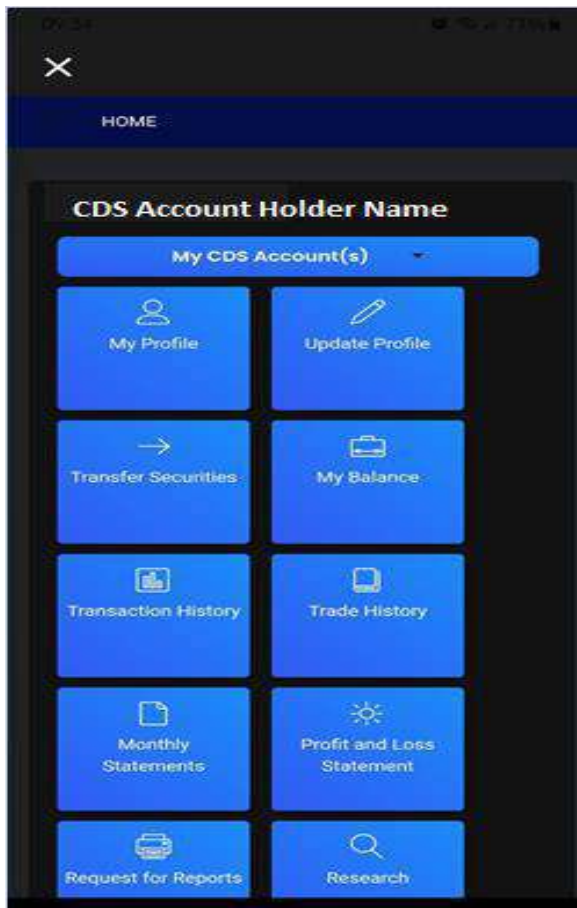 HOME
CDS Account Holder Name
My CDS Account(s)
My Profile
Update Profile
Transfer Securities
My Balance
Transaction History
Trade History
Monthly
Statements
Profit and Loss
Statement
Request for Reports
Research